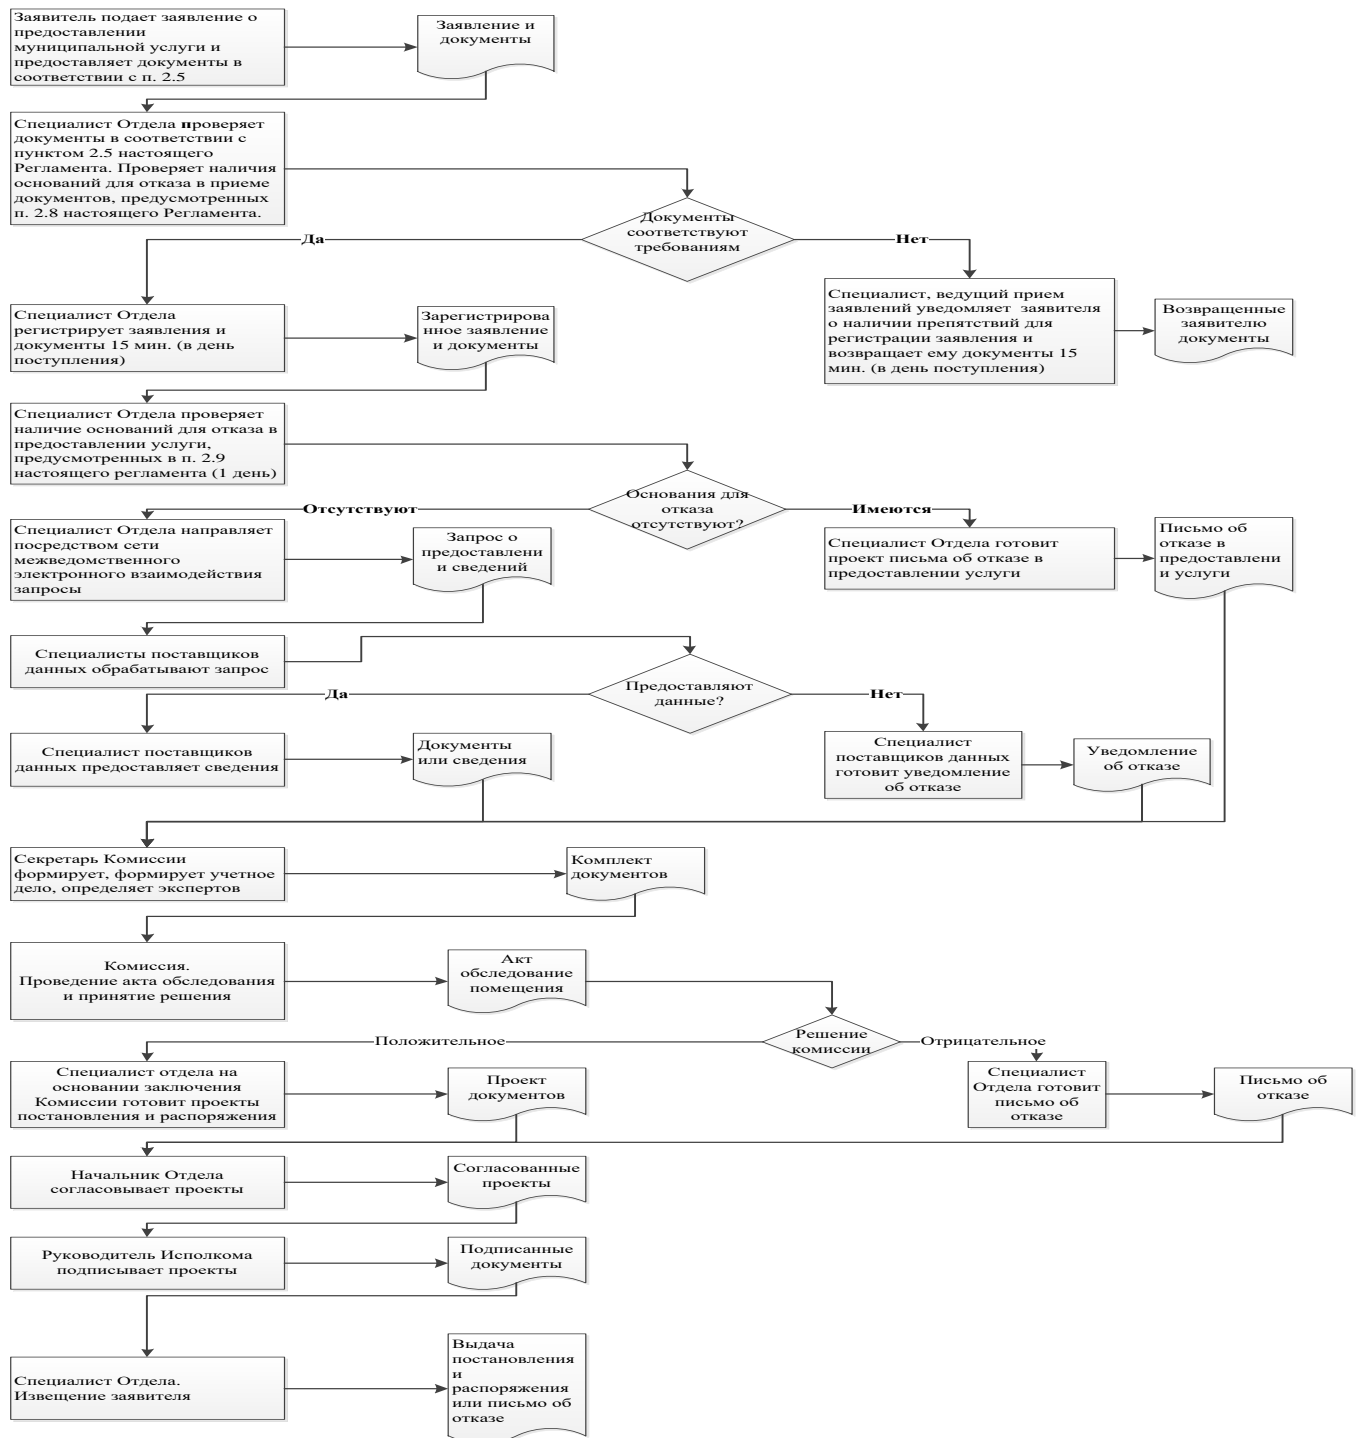 Заявитель подает заявление о
предоставлении
муниципальной услуги и
предоставляет документы в
соответствии с п. 2.5
Заявление и
документы
Специалист Отдела проверяет
документы в соответствии с
пунктом 2.5 настоящего
Регламента. Проверяет наличия
оснований для отказа в приеме
документов, предусмотренных
п. 2.8 настоящего Регламента.
Документы
соответствуют
требованиям
Да
Нет
Специалист Отдела
регистрирует заявления и
документы 15 мин. (в день
поступления)
Зарегистрирова
нное заявление
и документы
Специалист, ведущий прием
заявлений уведомляет  заявителя
о наличии препятствий для
регистрации заявления и
возвращает ему документы 15
мин. (в день поступления)
Возвращенные
заявителю
документы
Специалист Отдела проверяет
наличие оснований для отказа в
предоставлении услуги,
предусмотренных в п. 2.9
настоящего регламента (1 день)
Основания для
отказа
отсутствуют?
Отсутствуют
Имеются
Специалист Отдела направляет
посредством сети
межведомственного
электронного взаимодействия
запросы
Запрос о
предоставлени
и сведений
Специалист Отдела готовит
проект письма об отказе в
предоставлении услуги
Письмо об
отказе в
предоставлени
и услуги
Специалисты поставщиков
данных обрабатывают запрос
Предоставляют
данные?
Да
Нет
Специалист поставщиков
данных предоставляет сведения
Документы
или сведения
Специалист
поставщиков данных
готовит уведомление
об отказе
Уведомление
об отказе
Секретарь Комиссии
формирует, формирует учетное
дело, определяет экспертов
Комплект
документов
Комиссия.
Проведение акта обследования
и принятие решения
Акт
обследование
помещения
Решение
комиссии
Положительное
Отрицательное
Специалист отдела на
основании заключения
Комиссии готовит проекты
постановления и распоряжения
Проект
документов
Специалист
Отдела готовит
письмо об
отказе
Письмо об
отказе
Начальник Отдела
согласовывает проекты
Согласованные
проекты
Руководитель Исполкома
подписывает проекты
Подписанные
документы
Специалист Отдела.
Извещение заявителя
Выдача
постановления
и
распоряжения
или письмо об
отказе